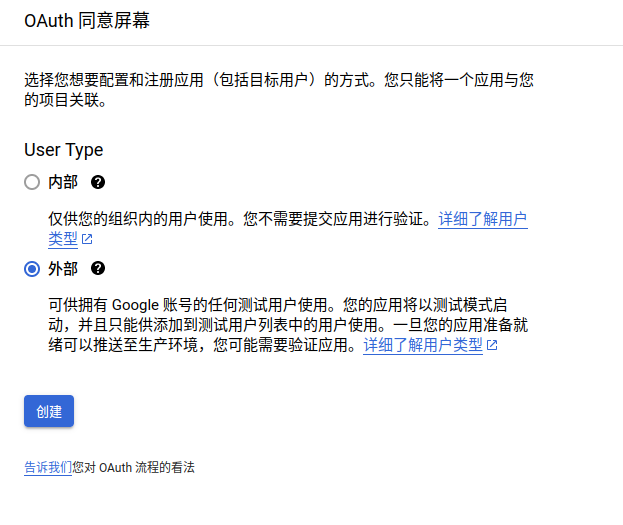 OAuth 同意屏幕
选择您想要配置和注册应用（包括目标用户）的方式。您只能将一个应用与您
的项目关联。
User Type
内部
仅供您的组织内的用户使用。您不需要提交应用进行验证。详细了解用户
类型
外部
可供拥有 Google 账号的任何测试用户使用。您的应用将以测试模式启
动，并且只能供添加到测试用户列表中的用户使用。一旦您的应用准备就
绪可以推送至生产环境，您可能需要验证应用。详细了解用户类型
创建
告诉我们您对 OAuth 流程的看法